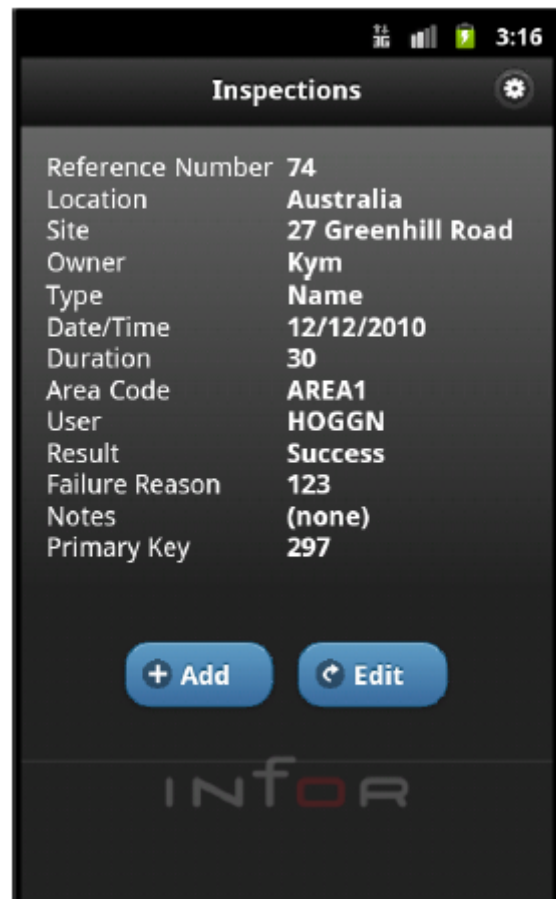 3G 3:16
Inspections
Reference Number 74
Location Australia
Site 27 Greenhill Road
Owner Kym
Type Name
Date/Time 12/12/2010
Duration 30
Area Code AREA1
User HOGGN
Result Success
Failure Reason 123
Notes (none)
Primary Key 297
Add Edit
infor